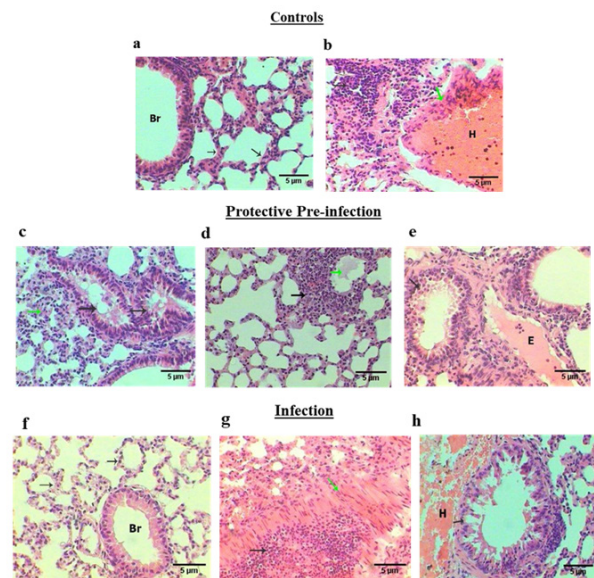 Controls
a b
Br
H
5 µm 5 µm
Protective Pre-infection
c d e
E
5 µm 5 µm 5 µm
Infection
f g h
Br
H
5 µm 5 µm 5 µm